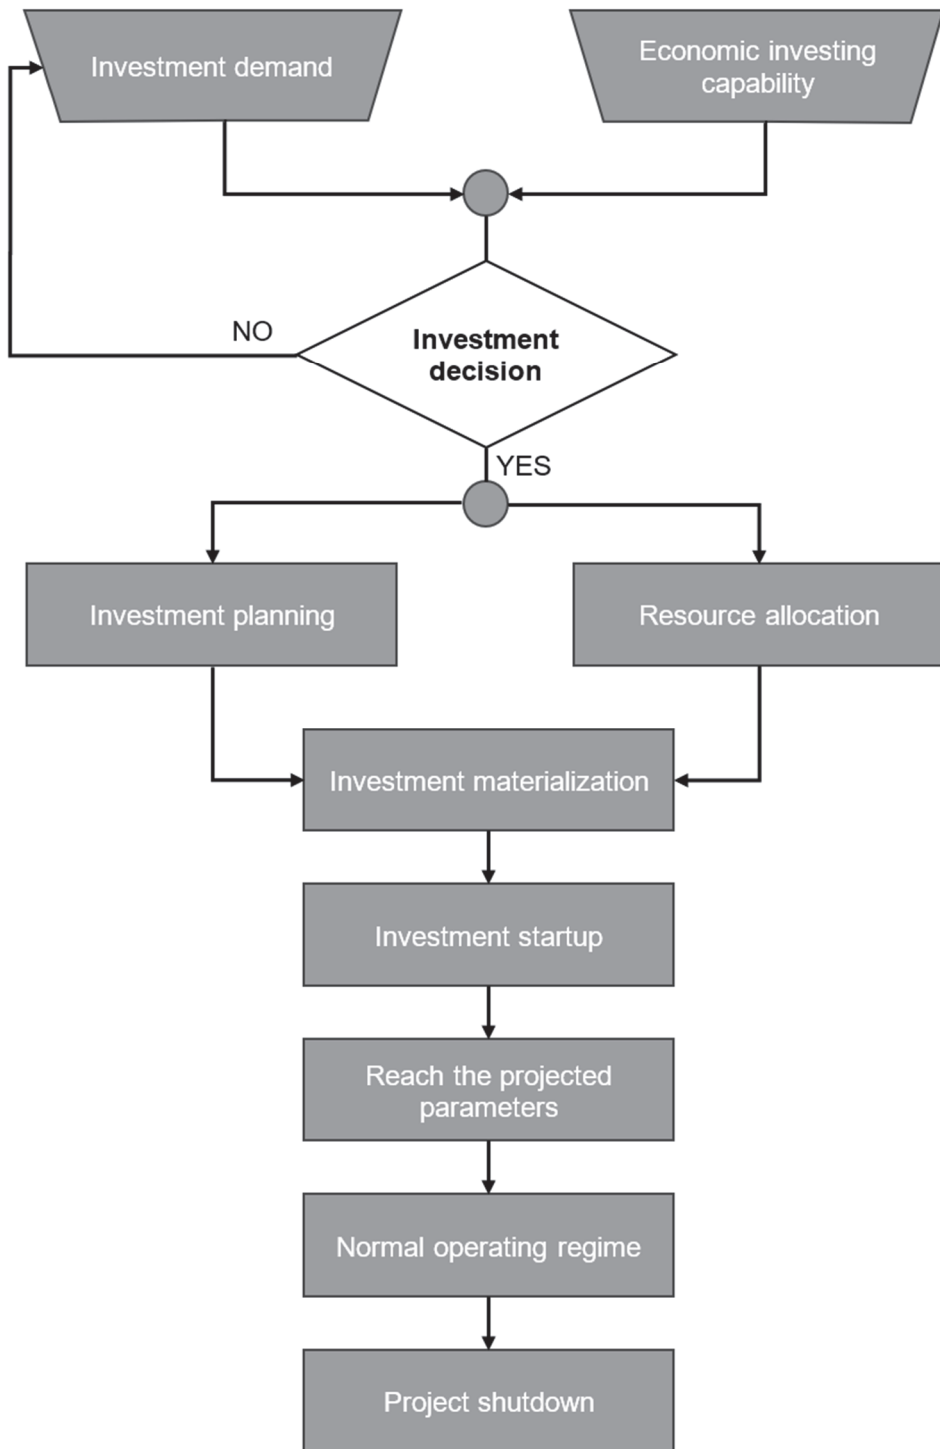 Investment demand
Economic investing
capability
NO
Investment
decision
YES
Investment planning
Resource allocation
Investment materialization
Investment startup
Reach the projected
parameters
Normal operating regime
Project shutdown